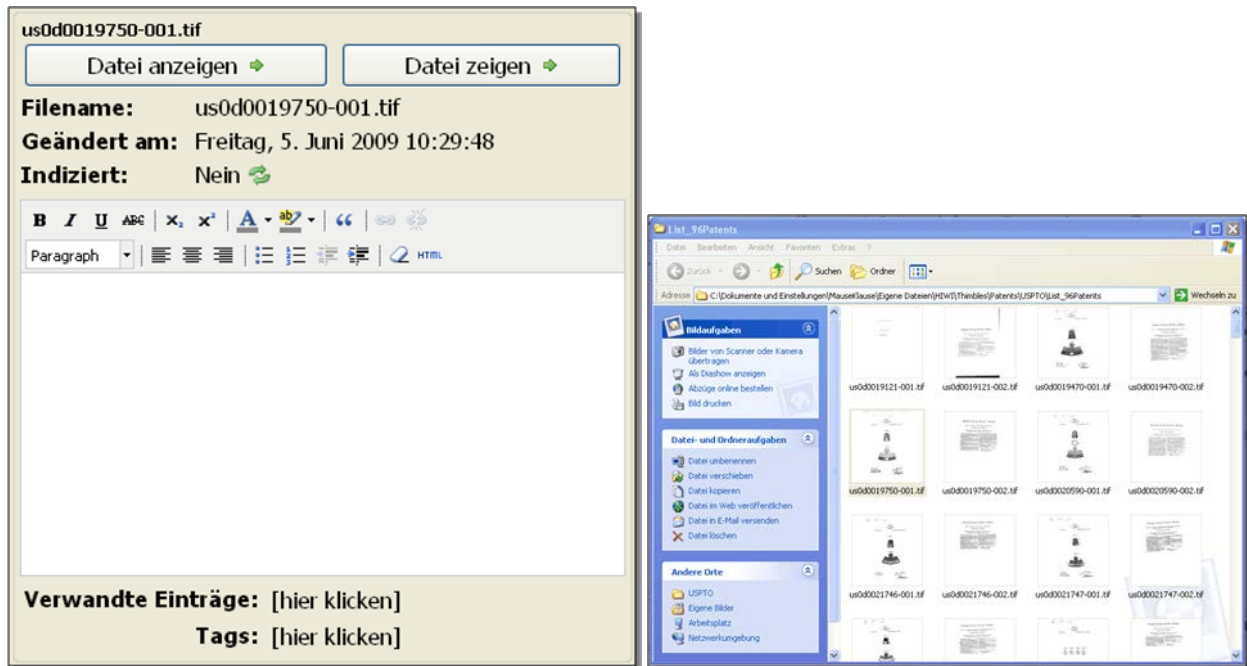 us0d0019750-001.tif
Datei anzeigen
Datei zeigen
Filename: us0d0019750-001.tif
Geändert am: Freitag, 5. Juni 2009 10:29:48
Indiziert: Nein
B I U ABC x₂ x² A ab
Paragraph HTML
Verwandte Einträge: [hier klicken]
Tags: [hier klicken]
List_96Patents
Datei Bearbeiten Ansicht Favoriten Extras ?
Zurück Suchen Ordner
Adresse C:\Dokumente und Einstellungen\MauseKlause\Eigene Dateien\HIWI\Thimbles\Patents\USPTO\List_96Patents Wechseln zu
Bildaufgaben
Bilder von Scanner oder Kamera
übertragen
Als Diashow anzeigen
Abzüge online bestellen
Bild drucken
Datei- und Ordneraufgaben
Datei umbenennen
Datei verschieben
Datei kopieren
Datei im Web veröffentlichen
Datei in E-Mail versenden
Datei löschen
Andere Orte
USPTO
Eigene Bilder
Arbeitsplatz
Netzwerkumgebung
us0d0019121-001.tif us0d0019121-002.tif us0d0019470-001.tif us0d0019470-002.tif
us0d0019750-001.tif us0d0019750-002.tif us0d0020590-001.tif us0d0020590-002.tif
us0d0021746-001.tif us0d0021746-002.tif us0d0021747-001.tif us0d0021747-002.tif